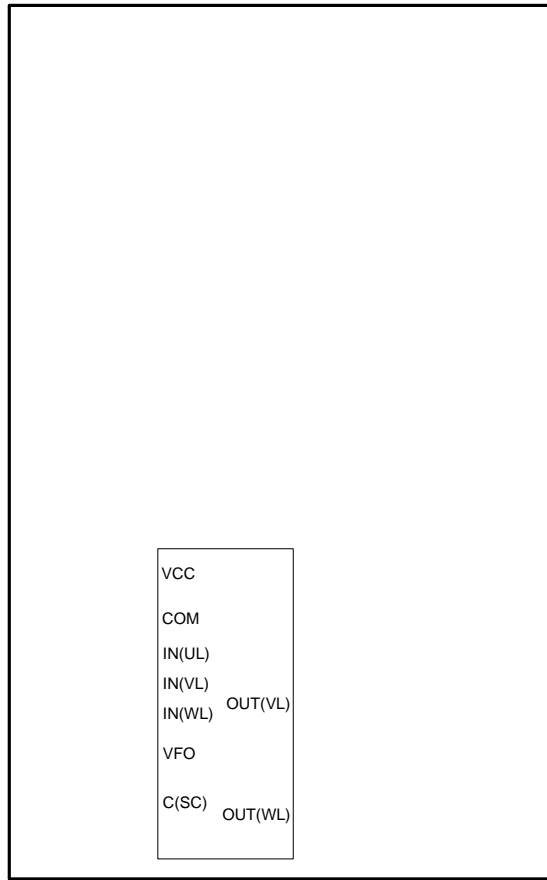 VCC
COM
IN(UL)
IN(VL)
OUT(VL)
IN(WL)
VFO
C(SC)
OUT(WL)